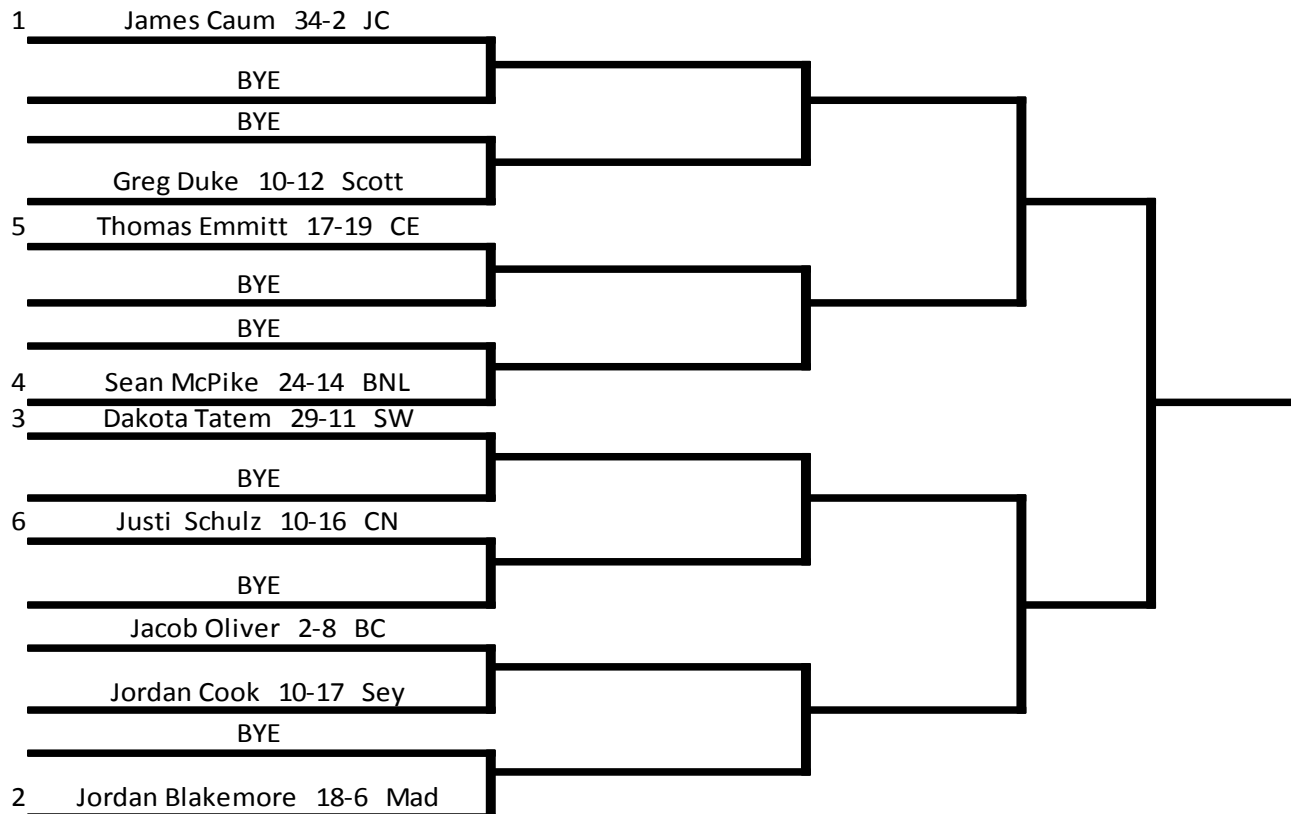 1 James Caum 34-2 JC
BYE
BYE
Greg Duke 10-12 Scott
5 Thomas Emmitt 17-19 CE
BYE
BYE
4 Sean McPike 24-14 BNL
3 Dakota Tatem 29-11 SW
BYE
6 Justi Schulz 10-16 CN
BYE
Jacob Oliver 2-8 BC
Jordan Cook 10-17 Sey
BYE
2 Jordan Blakemore 18-6 Mad